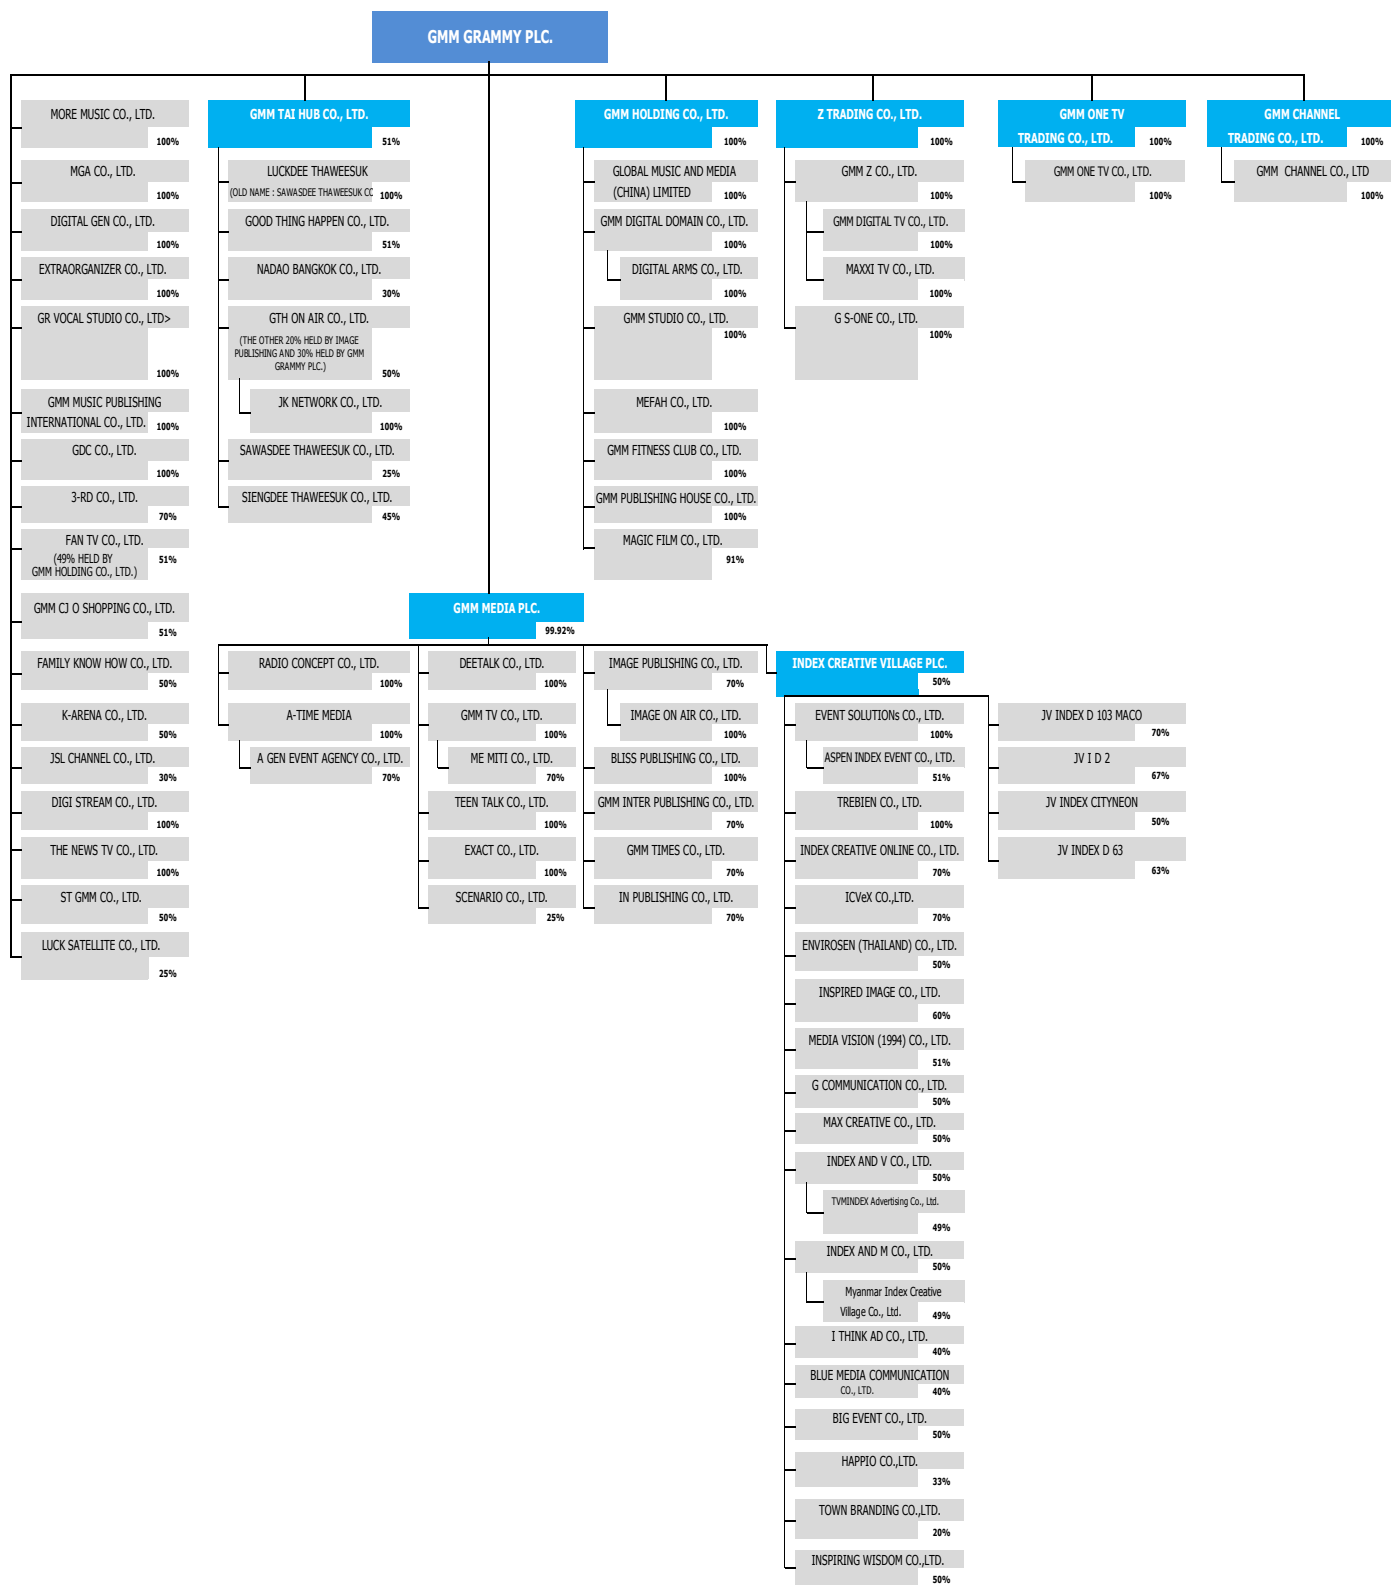 GMM GRAMMY PLC.
MORE MUSIC CO., LTD.
100%
MGA CO., LTD.
100%
DIGITAL GEN CO., LTD.
100%
EXTRAORGANIZER CO., LTD.
100%
GR VOCAL STUDIO CO., LTD>
100%
GMM MUSIC PUBLISHING
INTERNATIONAL CO., LTD. 100%
GDC CO., LTD.
100%
3-RD CO., LTD.
70%
FAN TV CO., LTD.
(49% HELD BY 51%
GMM HOLDING CO., LTD.)
GMM CJ O SHOPPING CO., LTD.
51%
FAMILY KNOW HOW CO., LTD.
50%
K-ARENA CO., LTD.
50%
JSL CHANNEL CO., LTD.
30%
DIGI STREAM CO., LTD.
100%
THE NEWS TV CO., LTD.
100%
ST GMM CO., LTD.
50%
LUCK SATELLITE CO., LTD.
25%
GMM TAI HUB CO., LTD.
51%
LUCKDEE THAWEESUK
(OLD NAME : SAWASDEE THAWEESUK CO 100%
GOOD THING HAPPEN CO., LTD.
51%
NADAO BANGKOK CO., LTD.
30%
GTH ON AIR CO., LTD.
(THE OTHER 20% HELD BY IMAGE
PUBLISHING AND 30% HELD BY GMM
GRAMMY PLC.)
50%
JK NETWORK CO., LTD.
100%
SAWASDEE THAWEESUK CO., LTD.
25%
SIENGDEE THAWEESUK CO., LTD.
45%
GMM HOLDING CO., LTD.
100%
GLOBAL MUSIC AND MEDIA
(CHINA) LIMITED 100%
GMM DIGITAL DOMAIN CO., LTD.
100%
DIGITAL ARMS CO., LTD.
100%
GMM STUDIO CO., LTD.
100%
MEFAH CO., LTD.
100%
GMM FITNESS CLUB CO., LTD.
100%
GMM PUBLISHING HOUSE CO., LTD.
100%
MAGIC FILM CO., LTD.
91%
Z TRADING CO., LTD.
100%
GMM Z CO., LTD.
100%
GMM DIGITAL TV CO., LTD.
100%
MAXXI TV CO., LTD.
100%
G S-ONE CO., LTD.
100%
GMM ONE TV
TRADING CO., LTD. 100%
GMM ONE TV CO., LTD.
100%
GMM CHANNEL
TRADING CO., LTD. 100%
GMM CHANNEL CO., LTD
100%
GMM MEDIA PLC.
99.92%
RADIO CONCEPT CO., LTD.
100%
A-TIME MEDIA
100%
A GEN EVENT AGENCY CO., LTD.
70%
DEETALK CO., LTD.
100%
GMM TV CO., LTD.
100%
ME MITI CO., LTD.
70%
TEEN TALK CO., LTD.
100%
EXACT CO., LTD.
100%
SCENARIO CO., LTD.
25%
IMAGE PUBLISHING CO., LTD.
70%
IMAGE ON AIR CO., LTD.
100%
BLISS PUBLISHING CO., LTD.
100%
GMM INTER PUBLISHING CO., LTD.
70%
GMM TIMES CO., LTD.
70%
IN PUBLISHING CO., LTD.
70%
INDEX CREATIVE VILLAGE PLC.
50%
EVENT SOLUTIONs CO., LTD.
100%
ASPEN INDEX EVENT CO., LTD.
51%
TREBIEN CO., LTD.
100%
INDEX CREATIVE ONLINE CO., LTD.
70%
ICVeX CO.,LTD.
70%
ENVIROSEN (THAILAND) CO., LTD.
50%
INSPIRED IMAGE CO., LTD.
60%
MEDIA VISION (1994) CO., LTD.
51%
G COMMUNICATION CO., LTD.
50%
MAX CREATIVE CO., LTD.
50%
INDEX AND V CO., LTD.
50%
TVMINDEX Advertising Co., Ltd.
49%
INDEX AND M CO., LTD.
50%
Myanmar Index Creative
Village Co., Ltd. 49%
I THINK AD CO., LTD.
40%
BLUE MEDIA COMMUNICATION
CO., LTD. 40%
BIG EVENT CO., LTD.
50%
HAPPIO CO.,LTD.
33%
TOWN BRANDING CO.,LTD.
20%
INSPIRING WISDOM CO.,LTD.
50%
JV INDEX D 103 MACO
70%
JV I D 2
67%
JV INDEX CITYNEON
50%
JV INDEX D 63
63%